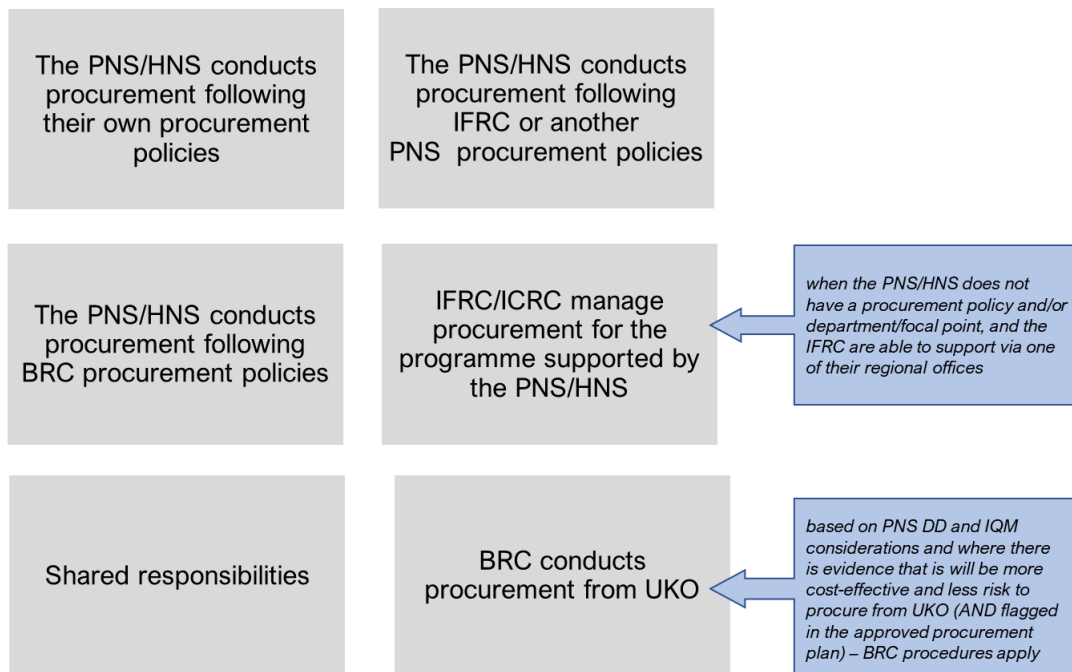 The PNS/HNS conducts
procurement following
their own procurement
policies
The PNS/HNS conducts
procurement following
IFRC or another
PNS  procurement policies
The PNS/HNS conducts
procurement following
BRC procurement policies
IFRC/ICRC manage
procurement for the
programme supported by
the PNS/HNS
when the PNS/HNS does not
have a procurement policy and/or
department/focal point, and the
IFRC are able to support via one
of their regional offices
Shared responsibilities
BRC conducts
procurement from UKO
based on PNS DD and IQM
considerations and where there
is evidence that is will be more
cost-effective and less risk to
procure from UKO (AND flagged
in the approved procurement
plan) – BRC procedures apply